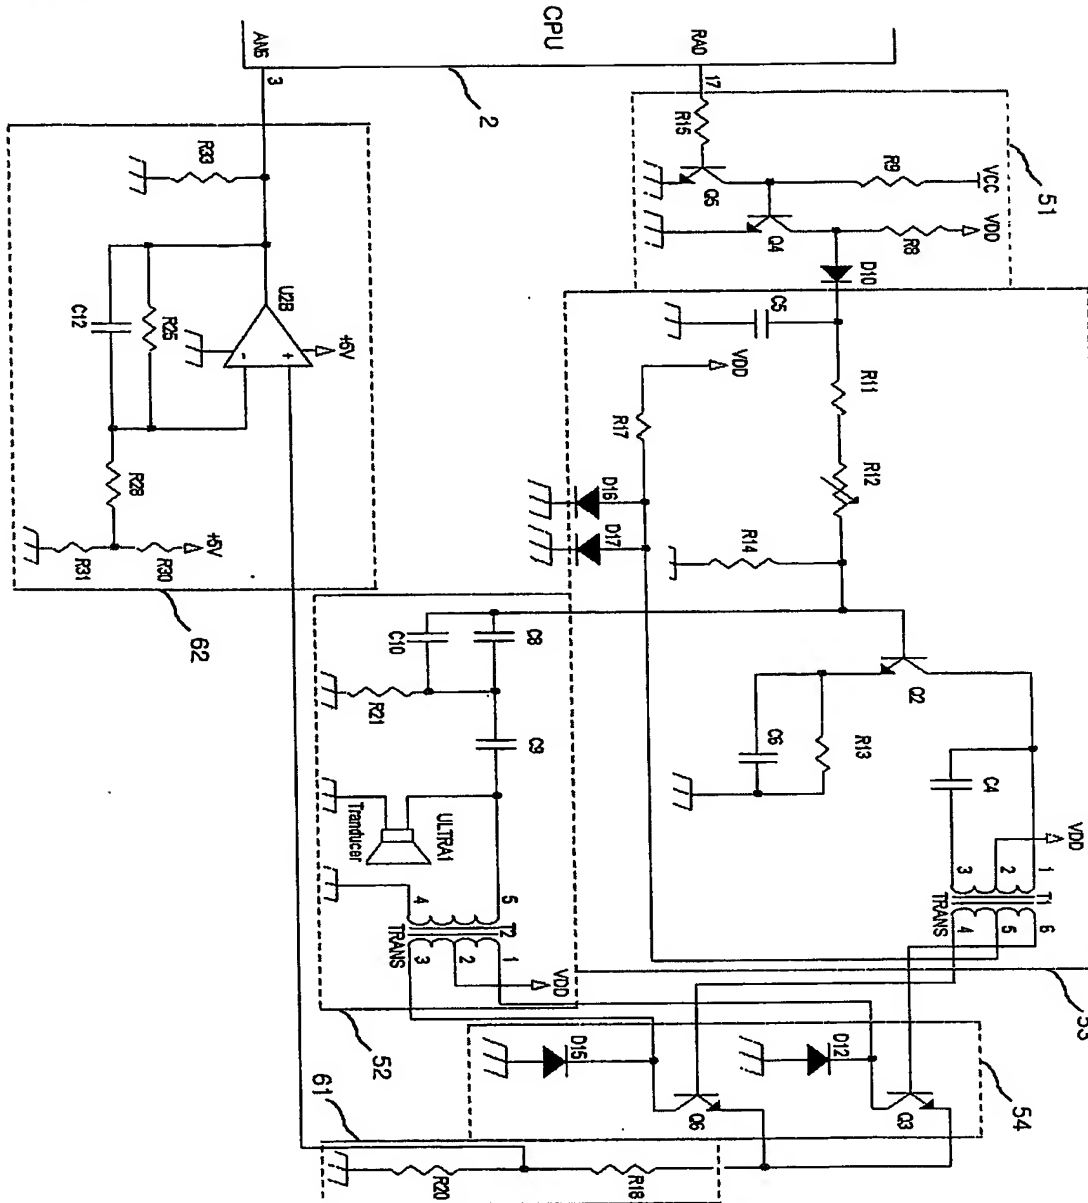 CPU
AN5
RA0
3
17
2
R15
R33
R9
VCC
51
Q5
Q4
R8
VDD
D10
U2B
C12
R25
+5V
C5
VDD
R11
R17
R12
R28
D16
D17
R14
+5V
R31
R30
62
C10
C8
Q2
R21
C9
C6
R13
C4
VDD
ULTRA1
Tranducer
3
2
1
T1
TRANS
4
5
6
4
5
T2
TRANS
3
2
1
VDD
53
52
D15
D12
54
61
Q6
Q3
R20
R18